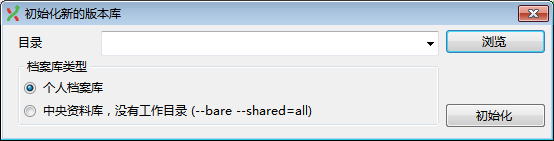 初始化新的版本库
目录
浏览
档案库类型
个人档案库
中央资料库，没有工作目录 (--bare --shared=all)
初始化